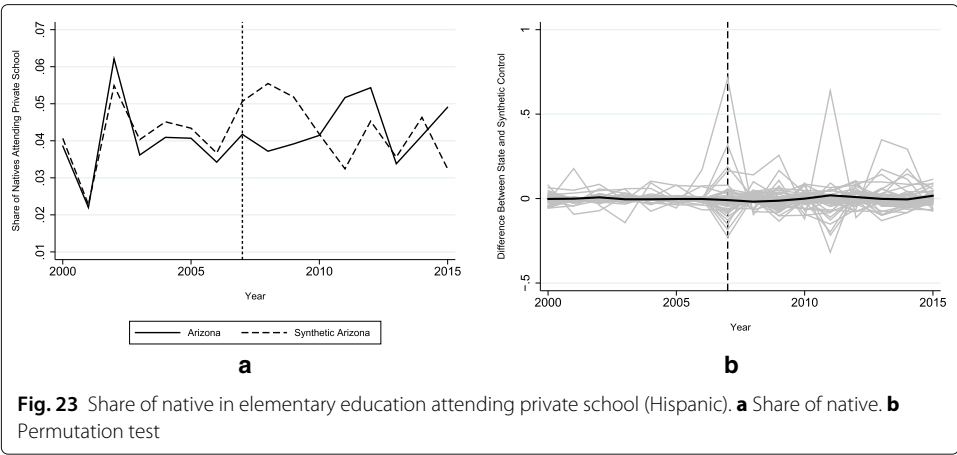 Share of Natives Attending Private School
.07
.06
.05
.04
.03
.02
.01
2000
2005
2010
2015
Year
Arizona
Synthetic Arizona
a
Difference Between State and Synthetic Control
1
.5
0
-.5
2000
2005
2010
2015
Year
b
Fig. 23 Share of native in elementary education attending private school (Hispanic). a Share of native. b
Permutation test